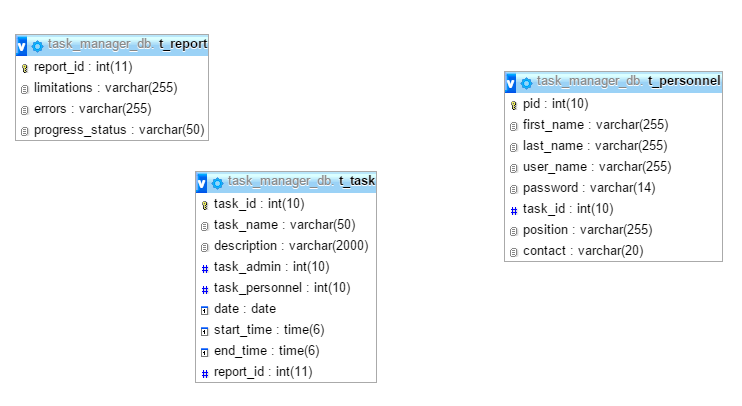 task_manager_db. t_report
report_id : int(11)
limitations : varchar(255)
errors : varchar(255)
progress_status : varchar(50)
task_manager_db. t_task
task_id : int(10)
task_name : varchar(50)
description : varchar(2000)
task_admin : int(10)
task_personnel : int(10)
date : date
start_time : time(6)
end_time : time(6)
report_id : int(11)
task_manager_db. t_personnel
pid : int(10)
first_name : varchar(255)
last_name : varchar(255)
user_name : varchar(255)
password : varchar(14)
task_id : int(10)
position : varchar(255)
contact : varchar(20)